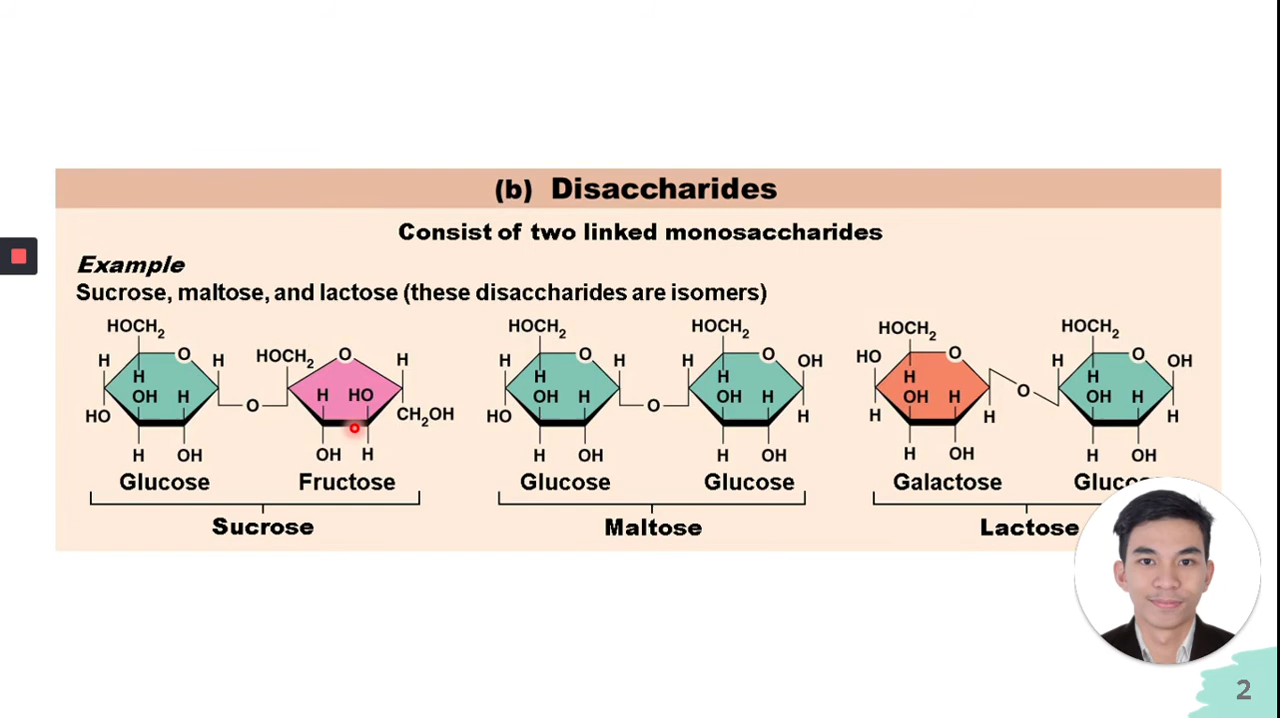 (b) Disaccharides
Consist of two linked monosaccharides
Example
Sucrose, maltose, and lactose (these disaccharides are isomers)
HOCH2 HOCH2 HOCH2 HOCH2 HOCH2 HOCH2
H O H HOCH2 O H H O H H O OH HO O H O OH
H H H H H
OH H H HO OH H OH H OH H OH H
HO O CH2OH HO O H H H O H
H OH OH H H OH H OH H OH H OH
Glucose Fructose Glucose Glucose Galactose
Sucrose Maltose Lactose
2